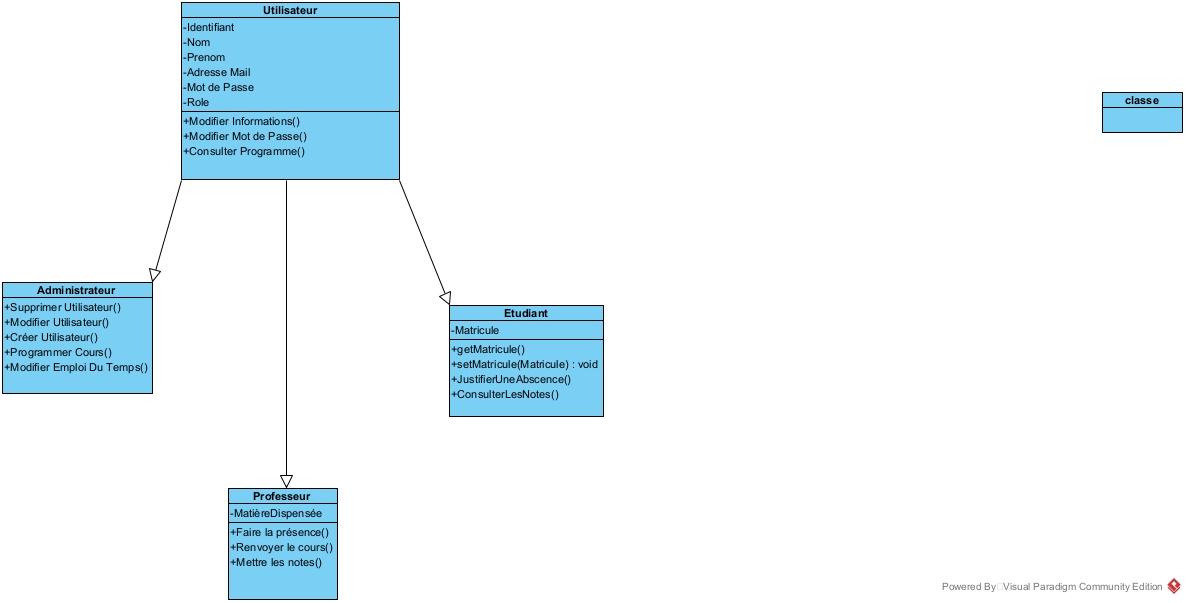 Utilisateur
-Identifiant
-Nom
-Prenom
-Adresse Mail
-Mot de Passe
-Role
+Modifier Informations()
+Modifier Mot de Passe()
+Consulter Programme()
classe
Administrateur
+Supprimer Utilisateur()
+Modifier Utilisateur()
+Créer Utilisateur()
+Programmer Cours()
+Modifier Emploi Du Temps()
Etudiant
-Matricule
+getMatricule()
+setMatricule(Matricule) : void
+JustifierUneAbscence()
+ConsulterLesNotes()
Professeur
-MatièreDispensée
+Faire la présence()
+Renvoyer le cours()
+Mettre les notes()
Powered By Visual Paradigm Community Edition